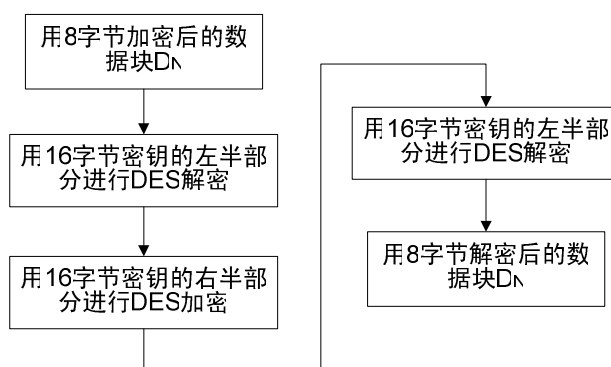 用8字节加密后的数
据块DN
用16字节密钥的左半部
分进行DES解密
用16字节密钥的右半部
分进行DES加密
用16字节密钥的左半部
分进行DES解密
用8字节解密后的数
据块DN